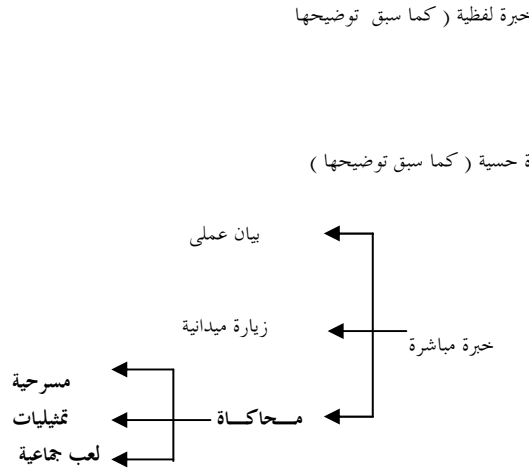 خبرة لفظية ( كما سبق توضيحها
حسية ( كما سبق توضيحها )
بيان عملى
زيارة ميدانية
خبرة مباشرة
مــحاكــاة
مسرحية
تمثيليات
لعب جماعية